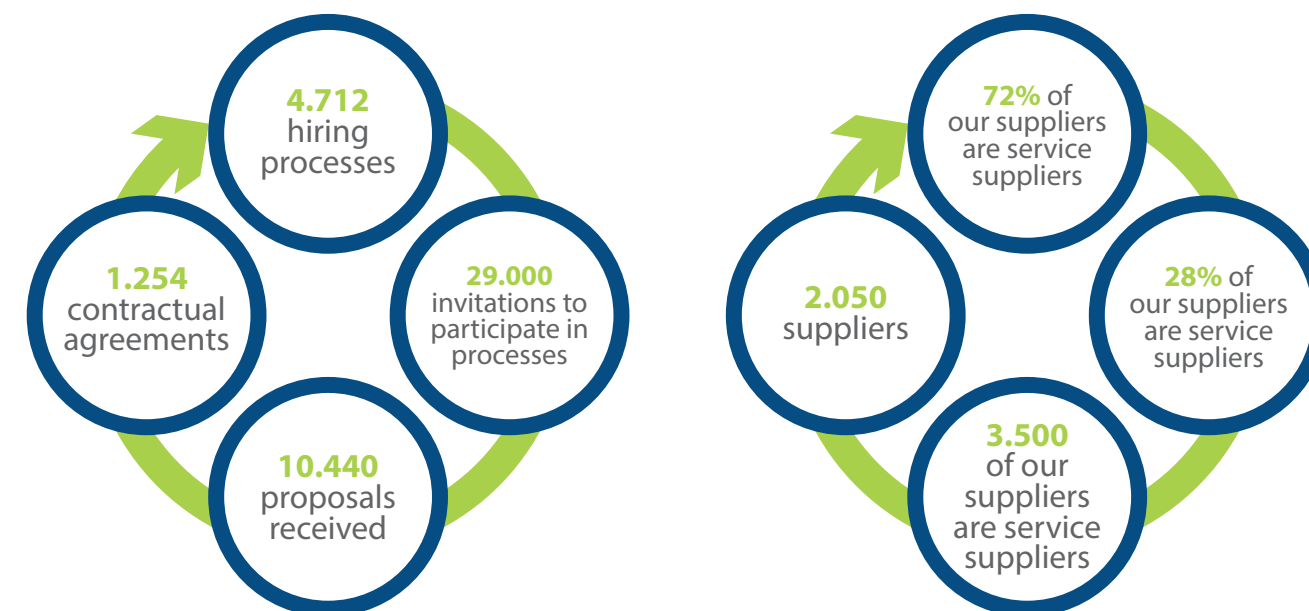 4.712
hiring
processes
29.000
invitations to
participate in
processes
10.440
proposals
received
1.254
contractual
agreements
72% of
our suppliers
are service
suppliers
28% of
our suppliers
are service
suppliers
3.500
of our
suppliers
are service
suppliers
2.050
suppliers